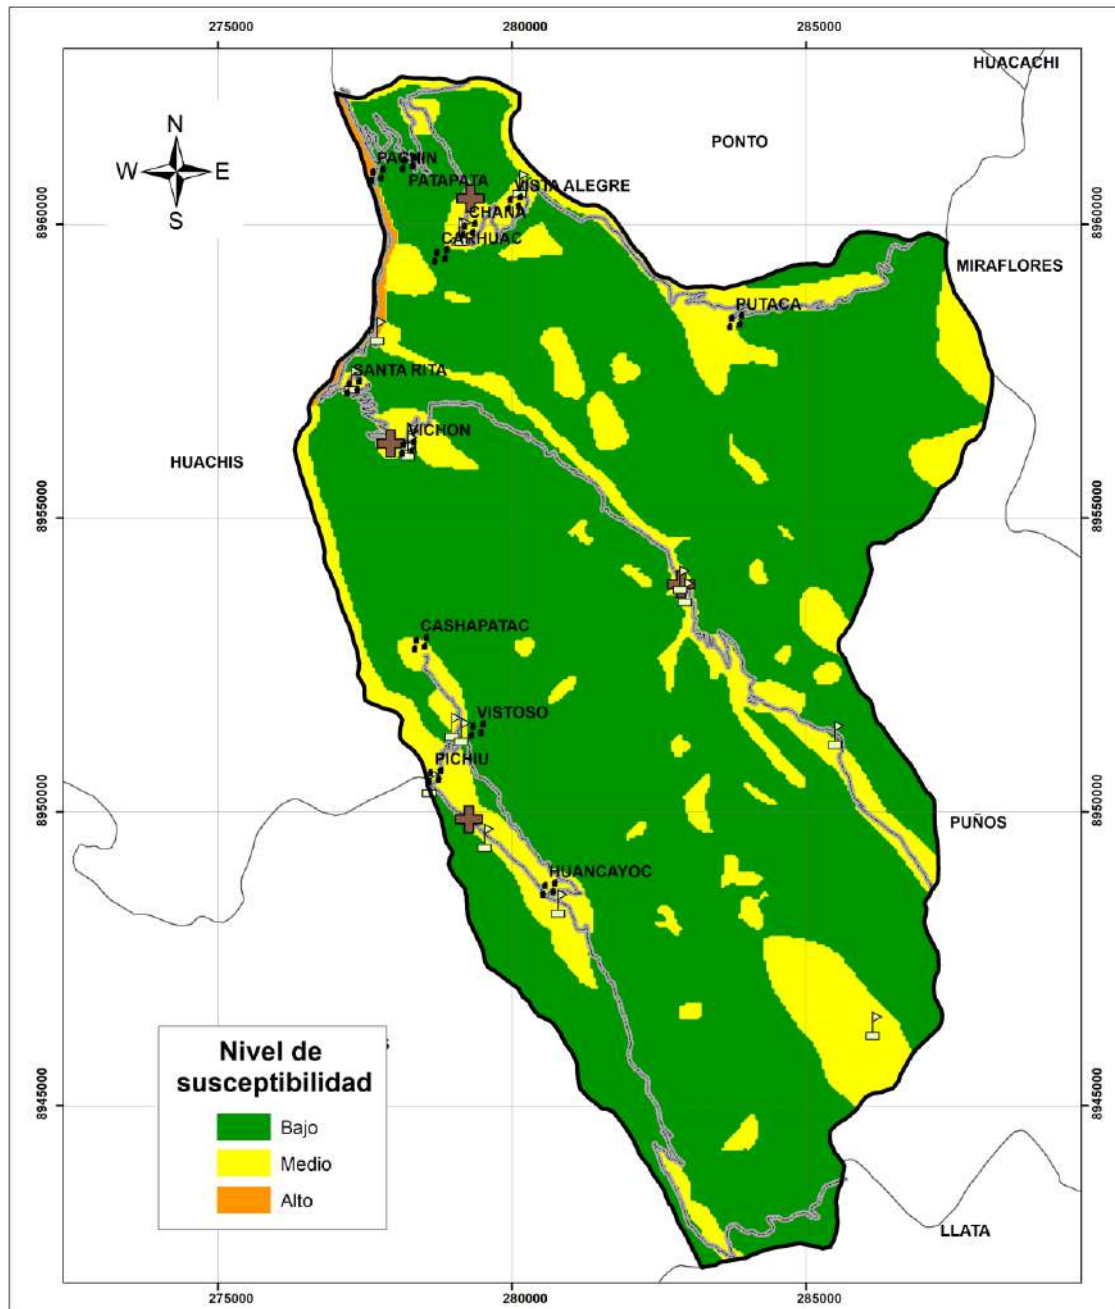 275000
280000
285000
HUACACHI
PONTO
N
W
E
S
PACHIN
PATAPATA
VISTA ALEGRE
CHANA
CARHUAC
8960000
8960000
MIRAFLORES
PUTACA
SANTA RITA
VICHON
HUACHIS
8955000
8955000
CASHAPATAC
VISTOSO
PICHIU
8950000
8950000
PUÑOS
HUANCAYOC
Nivel de
susceptibilidad
Bajo
Medio
Alto
8945000
8945000
LLATA
275000
280000
285000